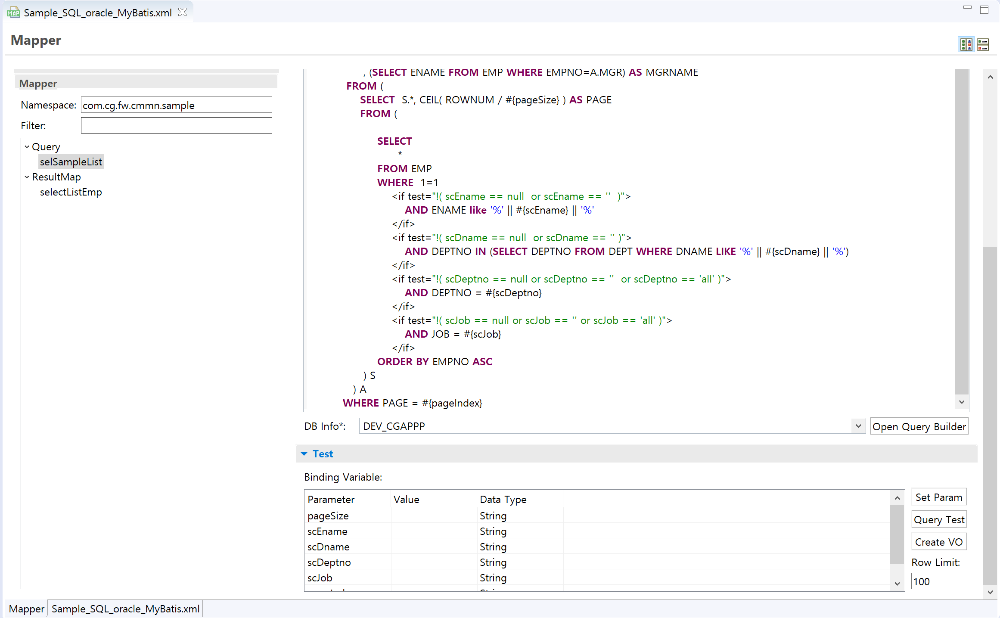 Sample_SQL_oracle_MyBatis.xml
Mapper
Mapper
Namespace: com.cg.fw.cmmn.sample
Filter:
Query
selSampleList
ResultMap
selectListEmp
, (SELECT ENAME FROM EMP WHERE EMPNO=A.MGR) AS MGRNAME
FROM (
SELECT S.*, CEIL( ROWNUM / #{pageSize} ) AS PAGE
FROM (
SELECT
*
FROM EMP
WHERE 1=1
<if test="!( scEname == null or scEname == '' )">
AND ENAME like '%' || #{scEname} || '%'
</if>
<if test="!( scDname == null or scDname == '' )">
AND DEPTNO IN (SELECT DEPTNO FROM DEPT WHERE DNAME LIKE '%' || #{scDname} || '%')
</if>
<if test="!( scDeptno == null or scDeptno == '' or scDeptno == 'all' )">
AND DEPTNO = #{scDeptno}
</if>
<if test="!( scJob == null or scJob == '' or scJob == 'all' )">
AND JOB = #{scJob}
</if>
ORDER BY EMPNO ASC
) S
) A
WHERE PAGE = #{pageIndex}
DB Info*: DEV_CGAPPP Open Query Builder
Test
Binding Variable:
Parameter Value Data Type
pageSize String
scEname String
scDname String
scDeptno String
scJob String
Set Param
Query Test
Create VO
Row Limit:
100
Mapper Sample_SQL_oracle_MyBatis.xml